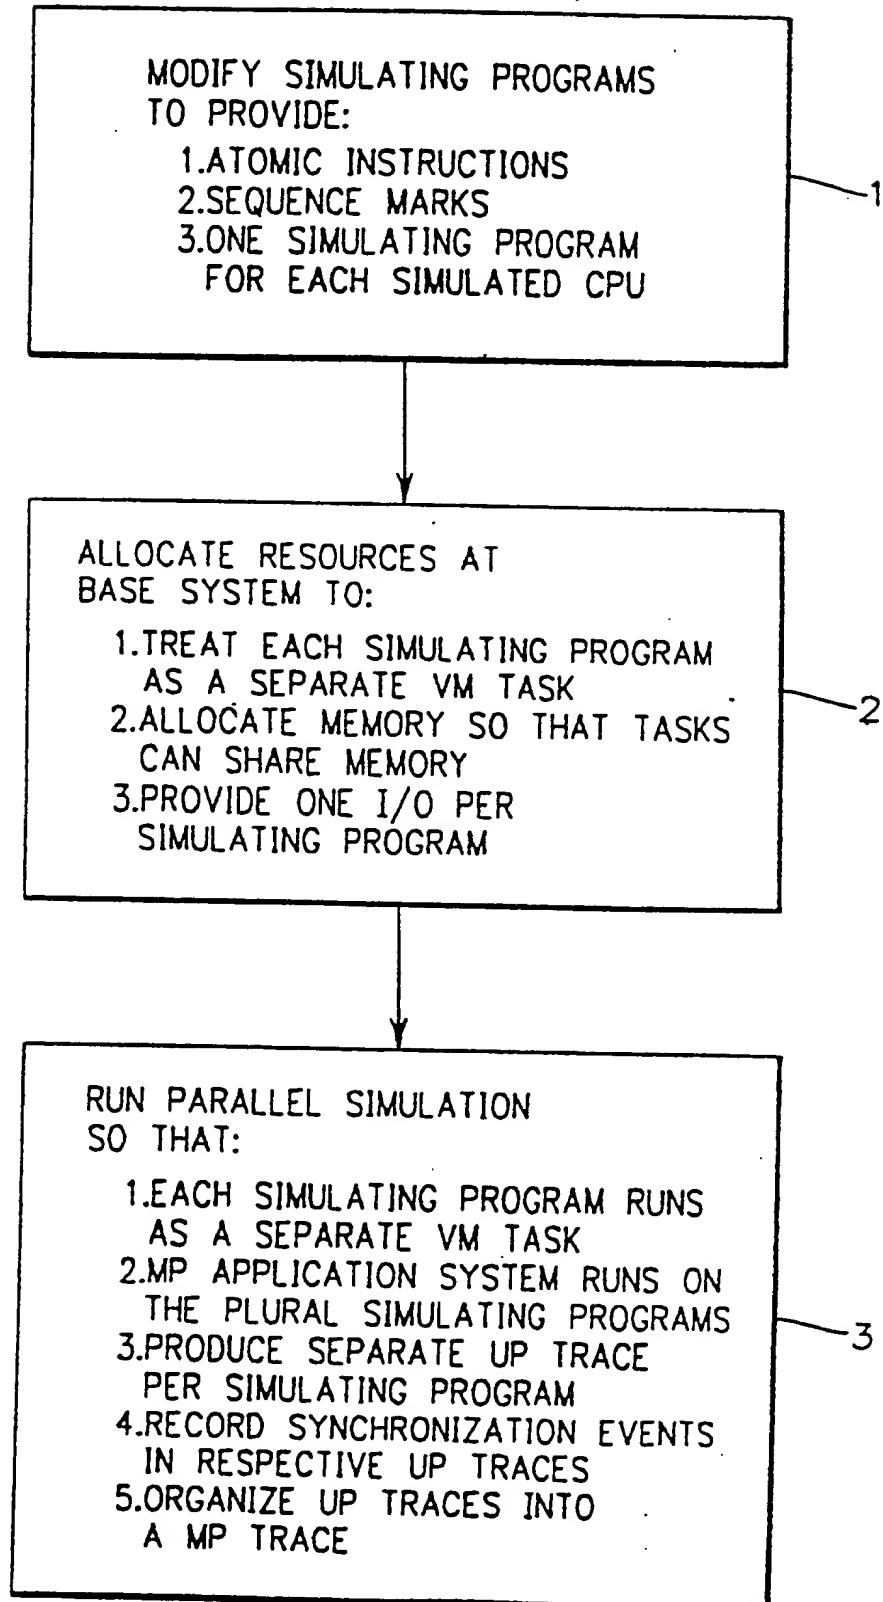 MODIFY SIMULATING PROGRAMS
TO PROVIDE:
1.ATOMIC INSTRUCTIONS
2.SEQUENCE MARKS
3.ONE SIMULATING PROGRAM
FOR EACH SIMULATED CPU
1
ALLOCATE RESOURCES AT
BASE SYSTEM TO:
1.TREAT EACH SIMULATING PROGRAM
AS A SEPARATE VM TASK
2.ALLOCATE MEMORY SO THAT TASKS
CAN SHARE MEMORY
3.PROVIDE ONE I/O PER
SIMULATING PROGRAM
2
RUN PARALLEL SIMULATION
SO THAT:
1.EACH SIMULATING PROGRAM RUNS
AS A SEPARATE VM TASK
2.MP APPLICATION SYSTEM RUNS ON
THE PLURAL SIMULATING PROGRAMS
3.PRODUCE SEPARATE UP TRACE
PER SIMULATING PROGRAM
4.RECORD SYNCHRONIZATION EVENTS
IN RESPECTIVE UP TRACES
5.ORGANIZE UP TRACES INTO
A MP TRACE
3